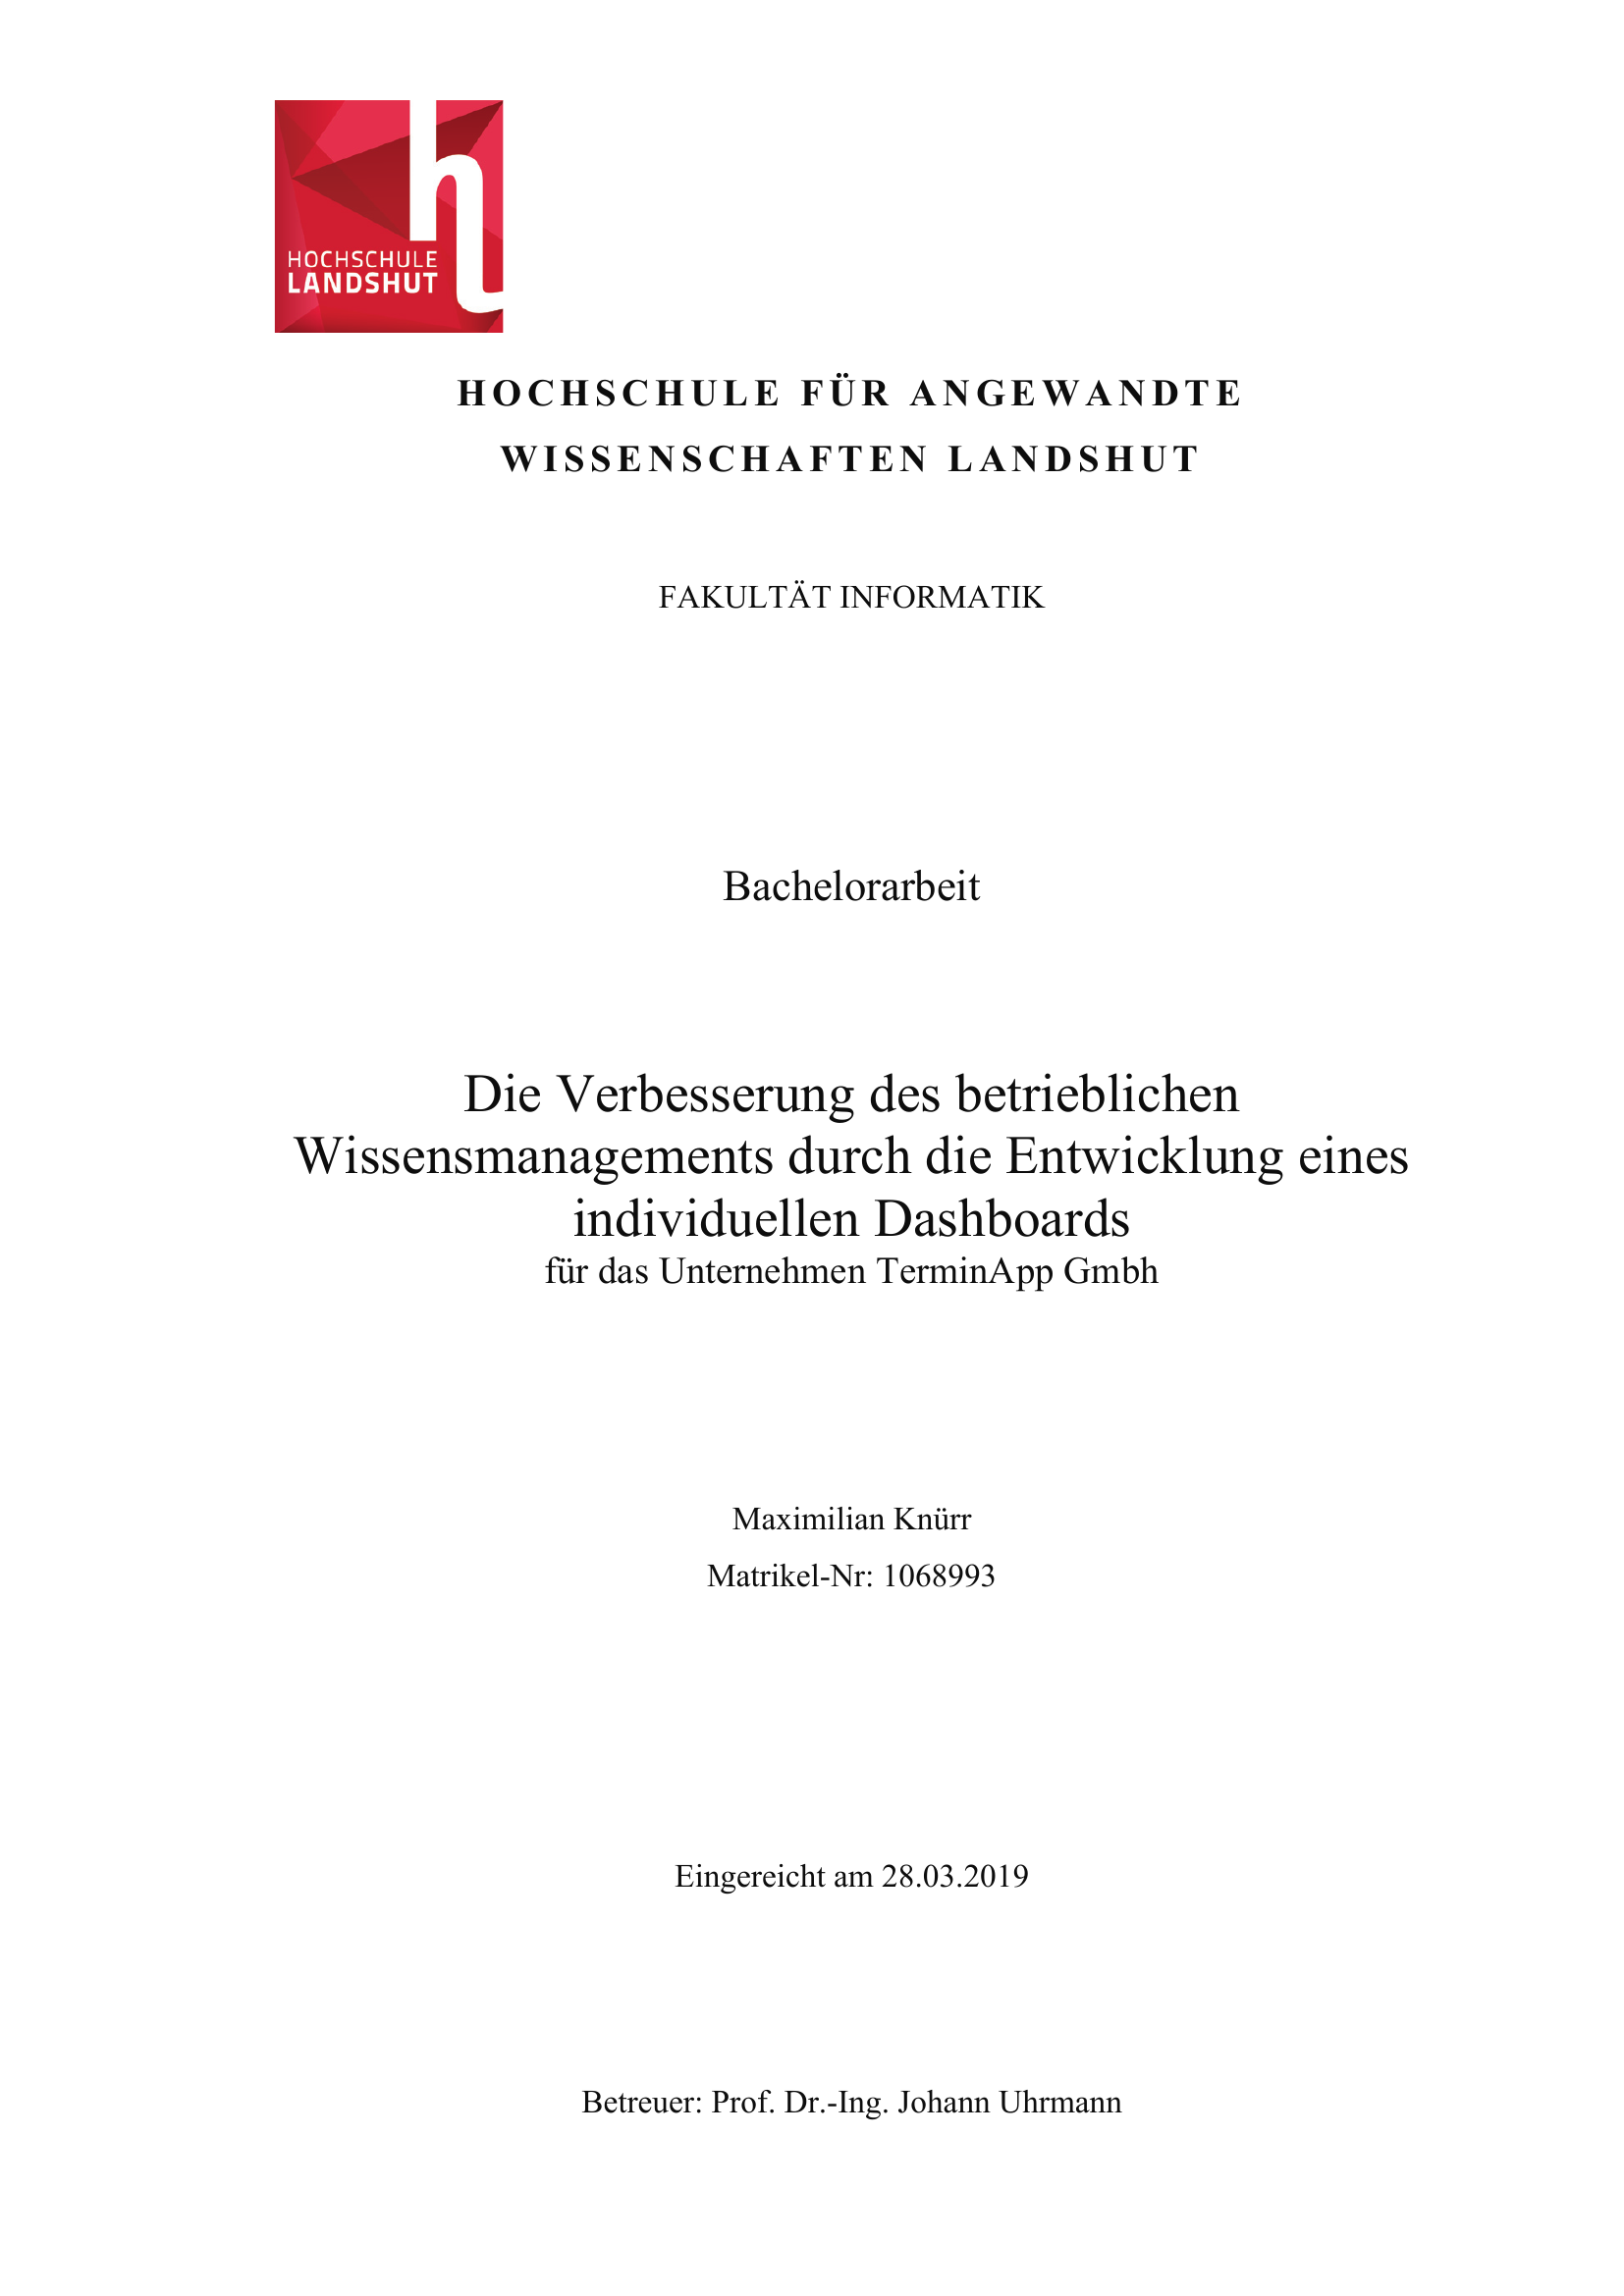 HOCHSCHULE
LANDSHUT
HOCHSCHULE FÜR ANGEWANDTE
WISSENSCHAFTEN LANDSHUT
FAKULTÄT INFORMATIK
Bachelorarbeit
Die Verbesserung des betrieblichen
Wissensmanagements durch die Entwicklung eines
individuellen Dashboards
für das Unternehmen TerminApp Gmbh
Maximilian Knürr
Matrikel-Nr: 1068993
Eingereicht am 28.03.2019
Betreuer: Prof. Dr.-Ing. Johann Uhrmann